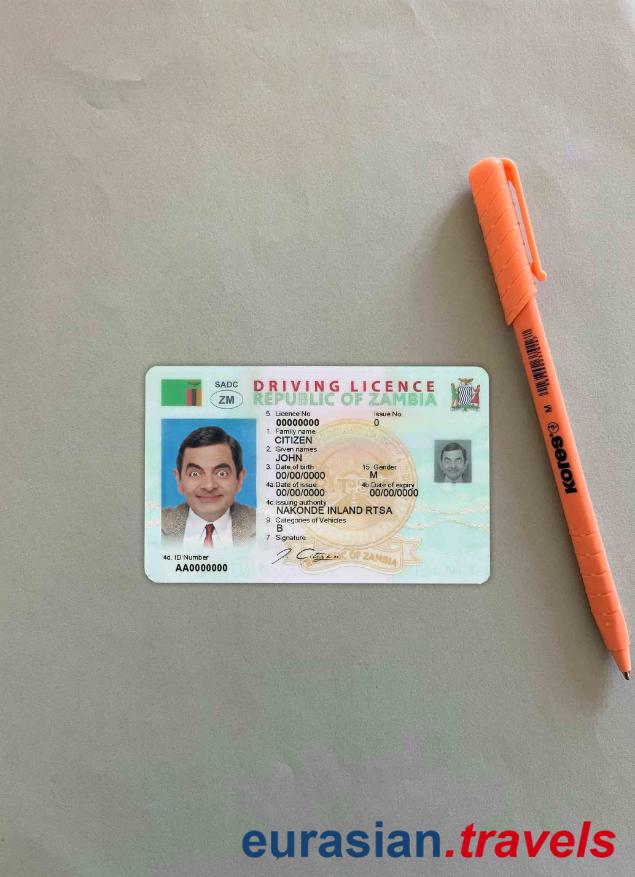 SADC
ZM
DRIVING LICENCE
REPUBLIC OF ZAMBIA
5. Licence No
Issue No.
00000000
0
1. Family name
CITIZEN
2. Given names
JOHN
3. Date of birth
15. Gender
00/00/0000
M
4a. Date of issue
4b. Date of expiry
00/00/0000
00/00/0000
4c. Issuing authority
NAKONDE INLAND RTSA
9. Categories of Vehicles
B
7. Signature
J. Citizen
4d. ID Number
AA0000000
REPUBLIC OF ZAMBIA
M
Kores
eurasian.travels